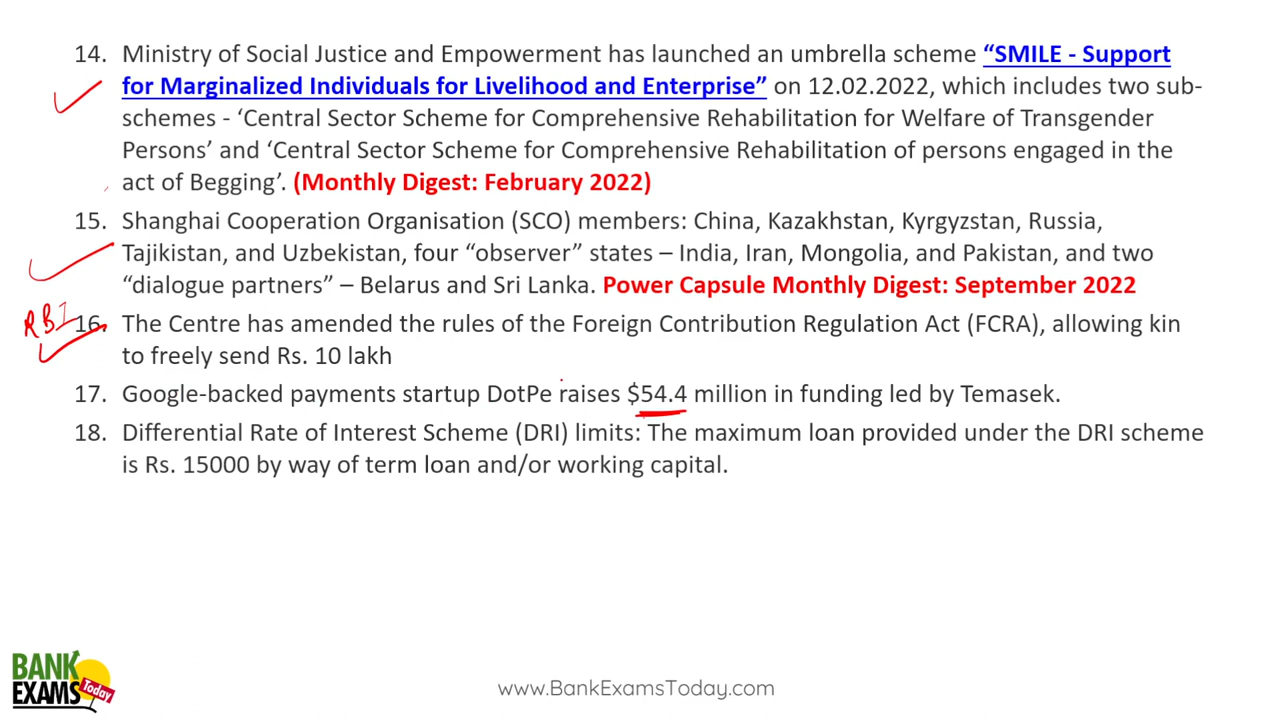 14. Ministry of Social Justice and Empowerment has launched an umbrella scheme “SMILE - Support
for Marginalized Individuals for Livelihood and Enterprise” on 12.02.2022, which includes two sub-
schemes - ‘Central Sector Scheme for Comprehensive Rehabilitation for Welfare of Transgender
Persons’ and ‘Central Sector Scheme for Comprehensive Rehabilitation of persons engaged in the
act of Begging’. (Monthly Digest: February 2022)
15. Shanghai Cooperation Organisation (SCO) members: China, Kazakhstan, Kyrgyzstan, Russia,
Tajikistan, and Uzbekistan, four “observer” states – India, Iran, Mongolia, and Pakistan, and two
“dialogue partners” – Belarus and Sri Lanka. Power Capsule Monthly Digest: September 2022
RBI
16. The Centre has amended the rules of the Foreign Contribution Regulation Act (FCRA), allowing kin
to freely send Rs. 10 lakh
17. Google-backed payments startup DotPe raises $54.4 million in funding led by Temasek.
18. Differential Rate of Interest Scheme (DRI) limits: The maximum loan provided under the DRI scheme
is Rs. 15000 by way of term loan and/or working capital.
BANK
EXAMS Today
www.BankExamsToday.com